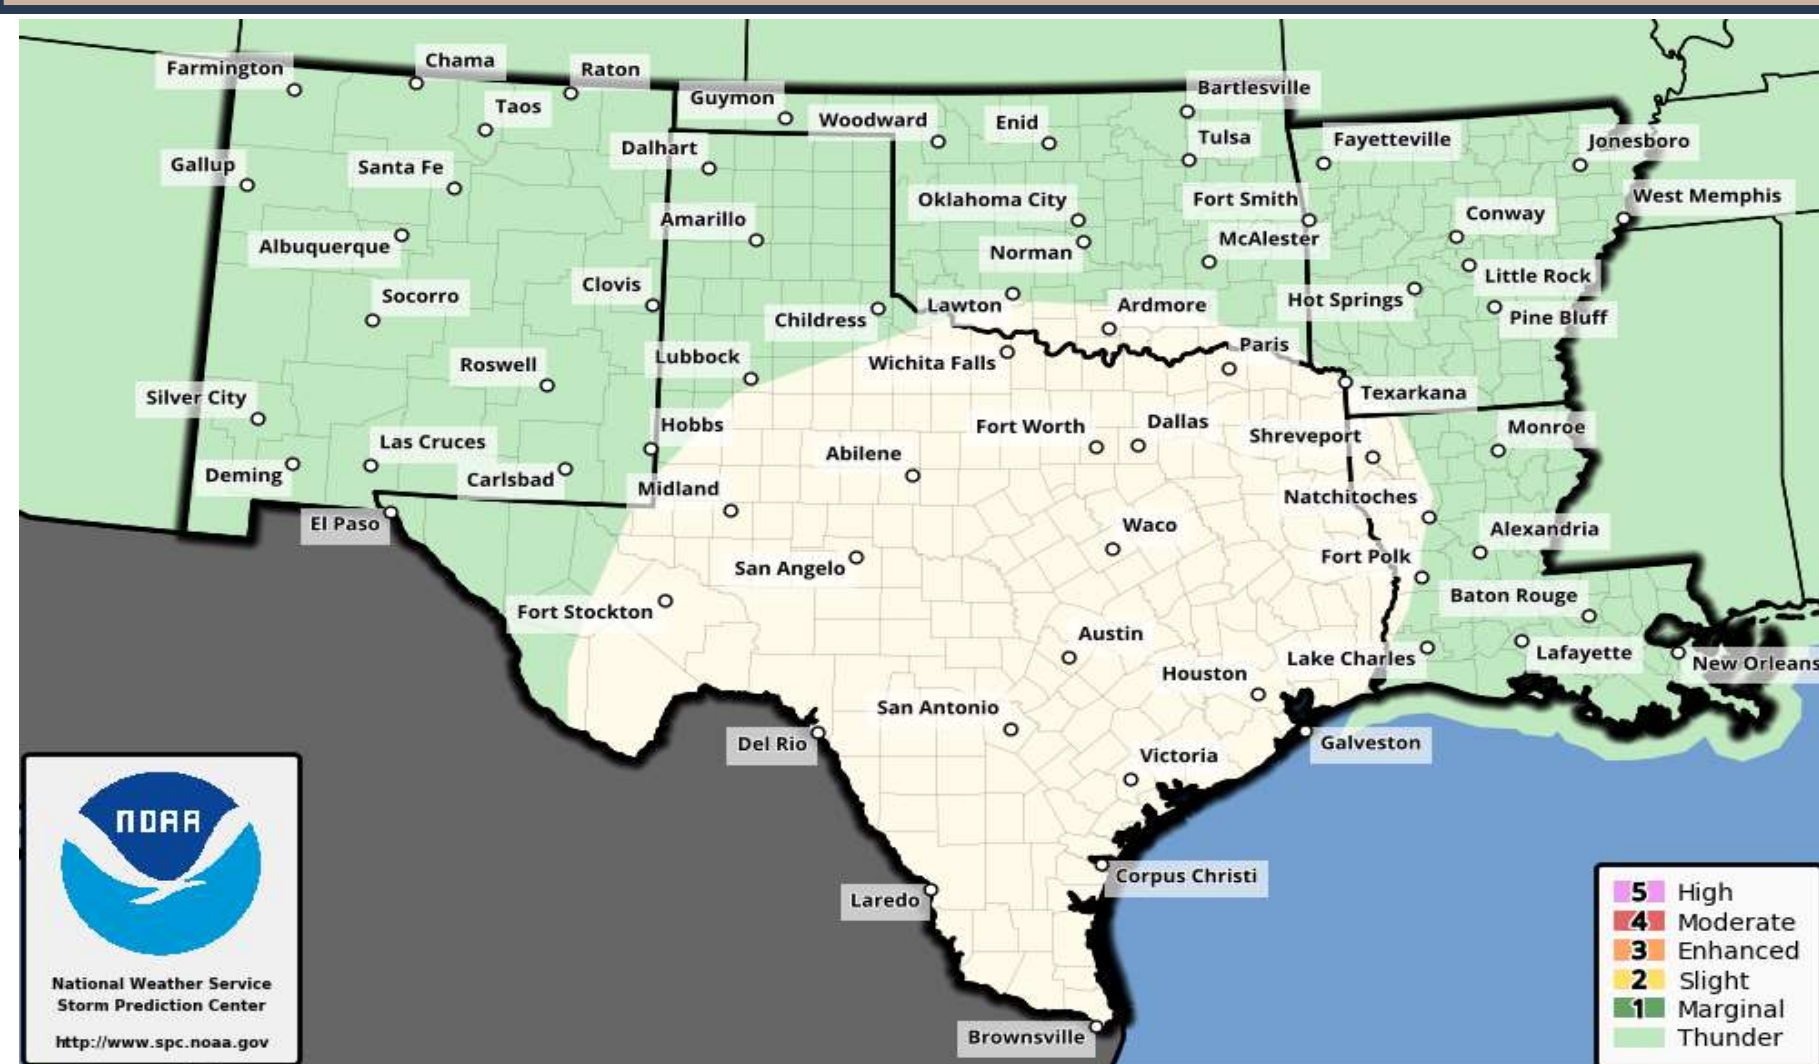 Farmington
Chama
Raton
Taos
Guymon
Woodward
Enid
Bartlesville
Tulsa
Fayetteville
Jonesboro
Dalhart
Gallup
Santa Fe
Oklahoma City
Fort Smith
West Memphis
Conway
Amarillo
Albuquerque
Norman
McAlester
Little Rock
Socorro
Clovis
Childress
Lawton
Ardmore
Hot Springs
Pine Bluff
Roswell
Lubbock
Wichita Falls
Paris
Texarkana
Silver City
Hobbs
Las Cruces
Abilene
Fort Worth
Dallas
Shreveport
Monroe
Deming
Carlsbad
Midland
Natchitoches
El Paso
Waco
Alexandria
San Angelo
Fort Polk
Fort Stockton
Baton Rouge
Austin
Lake Charles
Lafayette
New Orleans
Houston
San Antonio
Del Rio
Galveston
Victoria
Corpus Christi
Laredo
Brownsville
NOAA
National Weather Service
Storm Prediction Center
http://www.spc.noaa.gov
5 High
4 Moderate
3 Enhanced
2 Slight
1 Marginal
Thunder